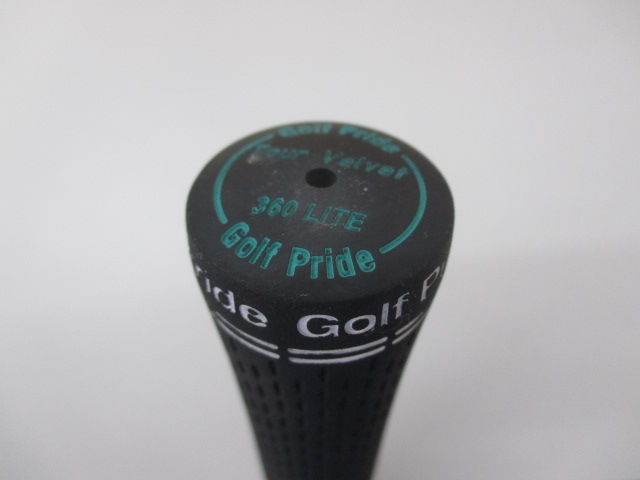 Golf Pride
Tour Velvet
360 LITE
Golf Pride
ride Golf P